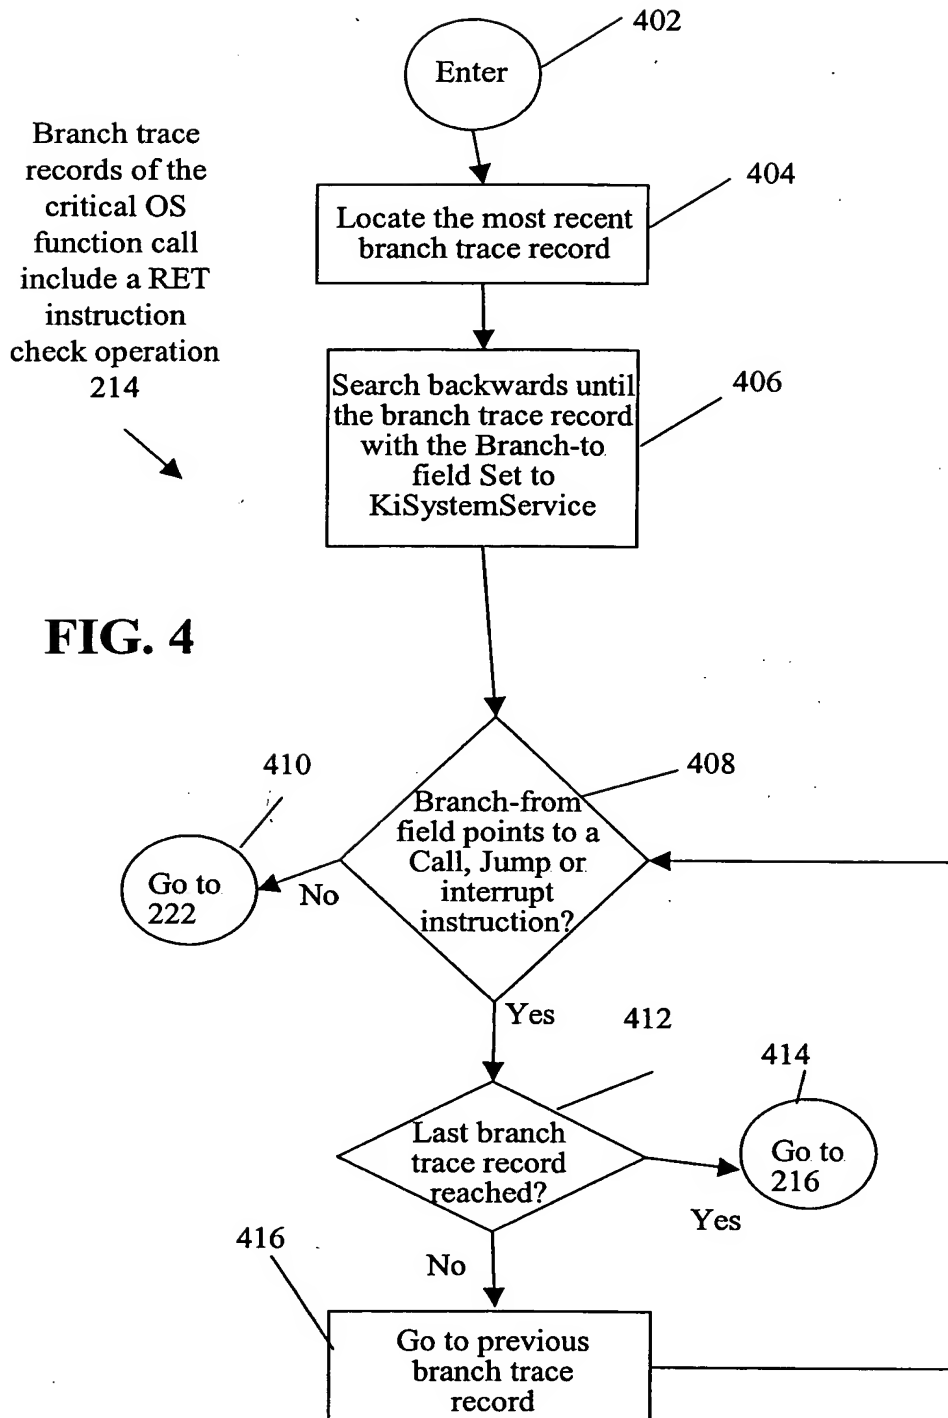 402
Enter
Branch trace
records of the
critical OS
function call
include a RET
instruction
check operation
214
404
Locate the most recent
branch trace record
406
Search backwards until
the branch trace record
with the Branch-to
field Set to
KiSystemService
FIG. 4
408
410
Branch-from
field points to a
Call, Jump or
interrupt
instruction?
Go to
222
No
Yes
412
414
Last branch
trace record
reached?
Go to
216
Yes
416
No
Go to previous
branch trace
record